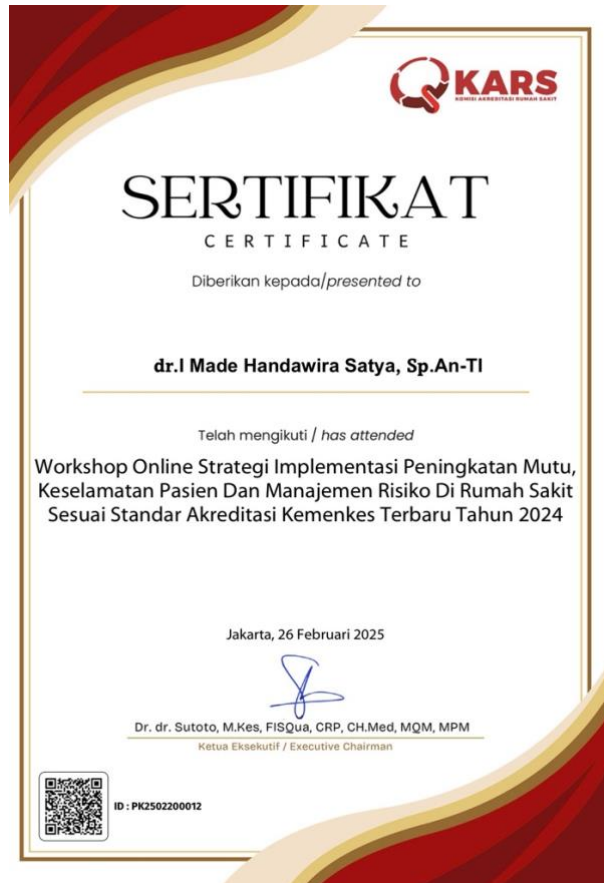 KARS
KOMISI AKREDITASI RUMAH SAKIT
SERTIFIKAT
CERTIFICATE
Diberikan kepada/presented to
dr.I Made Handawira Satya, Sp.An-TI
Telah mengikuti / has attended
Workshop Online Strategi Implementasi Peningkatan Mutu,
Keselamatan Pasien Dan Manajemen Risiko Di Rumah Sakit
Sesuai Standar Akreditasi Kemenkes Terbaru Tahun 2024
Jakarta, 26 Februari 2025
Dr. dr. Sutoto, M.Kes, FISQua, CRP, CH.Med, MQM, MPM
Ketua Eksekutif / Executive Chairman
ID : PK2502200012